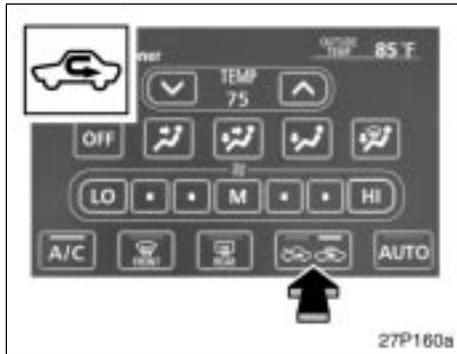 ner
OUTSIDE TEMP 85°F
TEMP
75
OFF
LO M HI
A/C FRONT REAR AUTO
27P160a